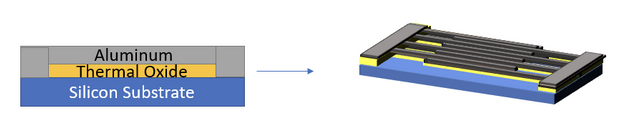 Aluminum
Thermal Oxide
Silicon Substrate